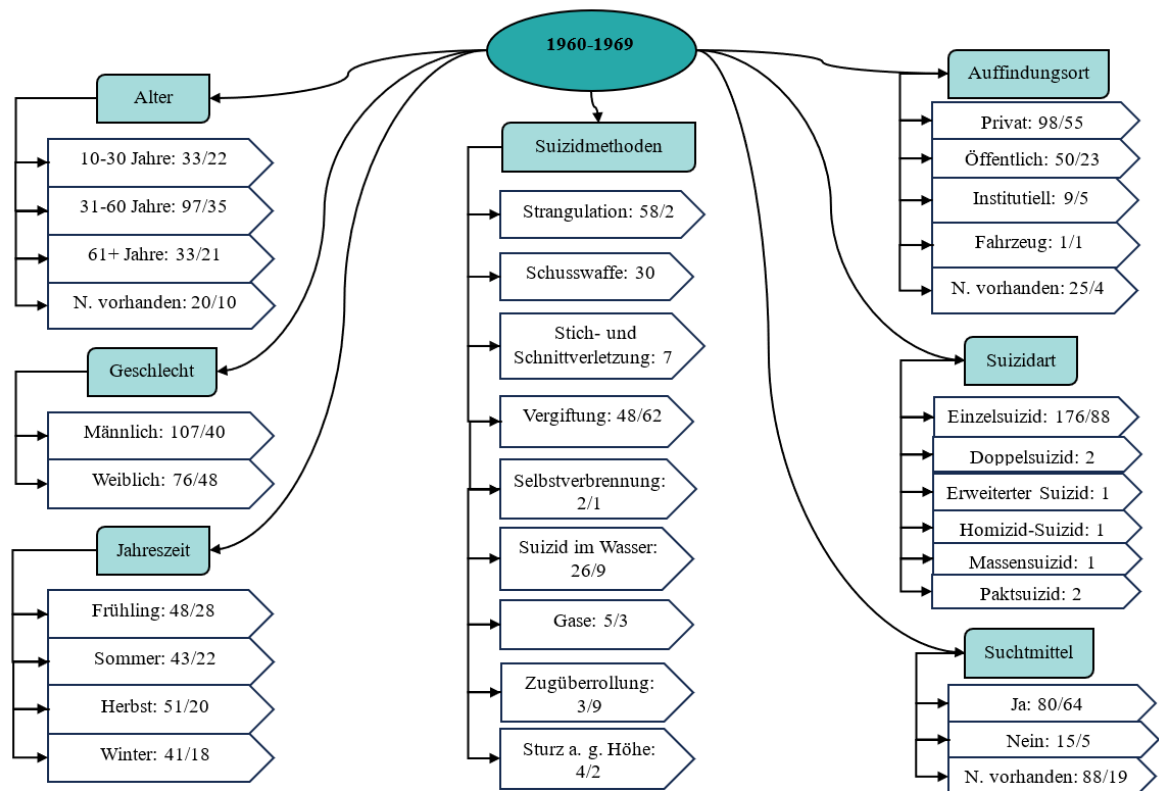 1960-1969
Alter
10-30 Jahre: 33/22
31-60 Jahre: 97/35
61+ Jahre: 33/21
N. vorhanden: 20/10
Geschlecht
Männlich: 107/40
Weiblich: 76/48
Jahreszeit
Frühling: 48/28
Sommer: 43/22
Herbst: 51/20
Winter: 41/18
Suizidmethoden
Strangulation: 58/2
Schusswaffe: 30
Stich- und
Schnittverletzung: 7
Vergiftung: 48/62
Selbstverbrennung:
2/1
Suizid im Wasser:
26/9
Gase: 5/3
Zugüberrollung:
3/9
Sturz a. g. Höhe:
4/2
Auffindungsort
Privat: 98/55
Öffentlich: 50/23
Institutiell: 9/5
Fahrzeug: 1/1
N. vorhanden: 25/4
Suizidart
Einzelsuizid: 176/88
Doppelsuizid: 2
Erweiterter Suizid: 1
Homizid-Suizid: 1
Massensuizid: 1
Paktsuizid: 2
Suchtmittel
Ja: 80/64
Nein: 15/5
N. vorhanden: 88/19